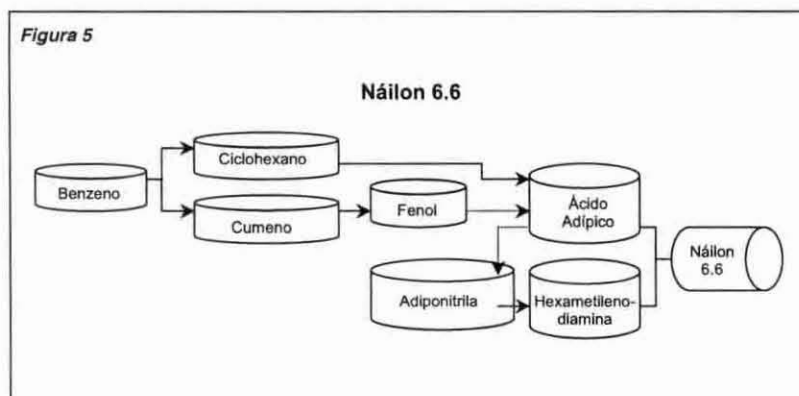 Figura 5
Náilon 6.6
Ciclohexano
Benzeno
Cumeno
Fenol
Ácido
Adípico
Náilon
6.6
Adiponitrila
Hexametileno-
diamina